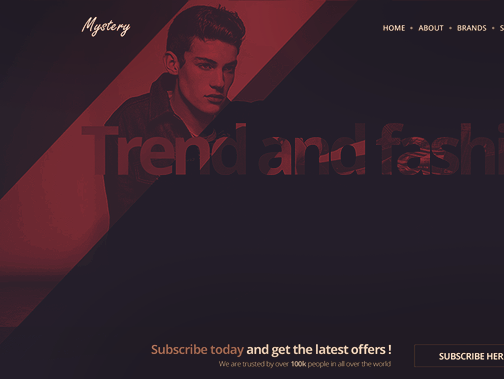 Mystery
HOME • ABOUT • BRANDS • S
Trend and fashi
Subscribe today and get the latest offers !
We are trusted by over 100k people in all over the world
SUBSCRIBE HER